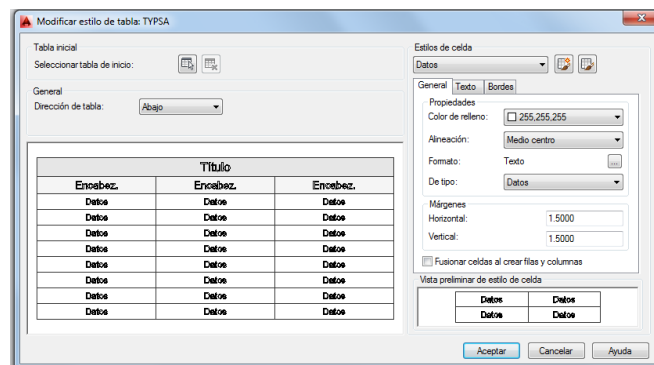 Modificar estilo de tabla: TYPSA
Tabla inicial
Seleccionar tabla de inicio:
General
Dirección de tabla: Abajo
Título
Encabez. Encabez. Encabez.
Datos Datos Datos
Datos Datos Datos
Datos Datos Datos
Datos Datos Datos
Datos Datos Datos
Datos Datos Datos
Datos Datos Datos
Datos Datos Datos
Estilos de celda
Datos
General Texto Bordes
Propiedades
Color de relleno: 255,255,255
Alineación: Medio centro
Formato: Texto ...
De tipo: Datos
Márgenes
Horizontal: 1.5000
Vertical: 1.5000
Fusionar celdas al crear filas y columnas
Vista preliminar de estilo de celda
Datos Datos
Datos Datos
Aceptar Cancelar Ayuda